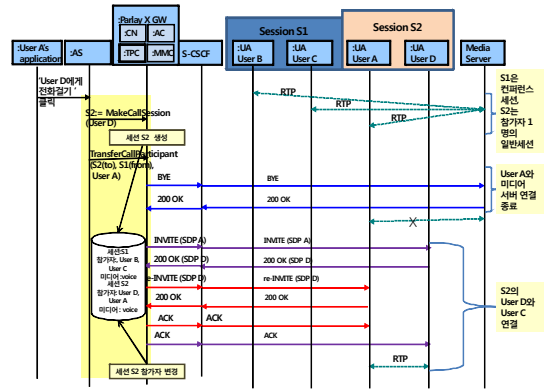 :Parlay X GW
Session S1
Session S2
:CN
:AC
:TPC
:MMC
:User A's
application
:AS
S-CSCF
:UA
User B
:UA
User C
:UA
User A
:UA
User D
Media
Server
'User D에게
전화걸기 '
클릭
S2:= MakeCallSession
(User D)
세션 S2 생성
TransferCallParticipant
(S2(to), S1(from),
User A)
RTP
RTP
RTP
S1은
컨퍼런스
세션,
S2는
참가자 1
명의
일반세션
BYE
BYE
200 OK
200 OK
X
User A와
미디어
서버 연결
종료
세션 S1
참가자, User B,
User C
미디어 :voice
세션 S2
참가자: User D,
User A
미디어 : voice
INVITE (SDP A)
INVITE (SDP A)
200 OK (SDP D)
200 OK (SDP D)
re-INVITE (SDP D)
re-INVITE (SDP D)
200 OK
200 OK
ACK
ACK
ACK
ACK
RTP
S2의
User D와
User C
연결
세션 S2 참가자 변경